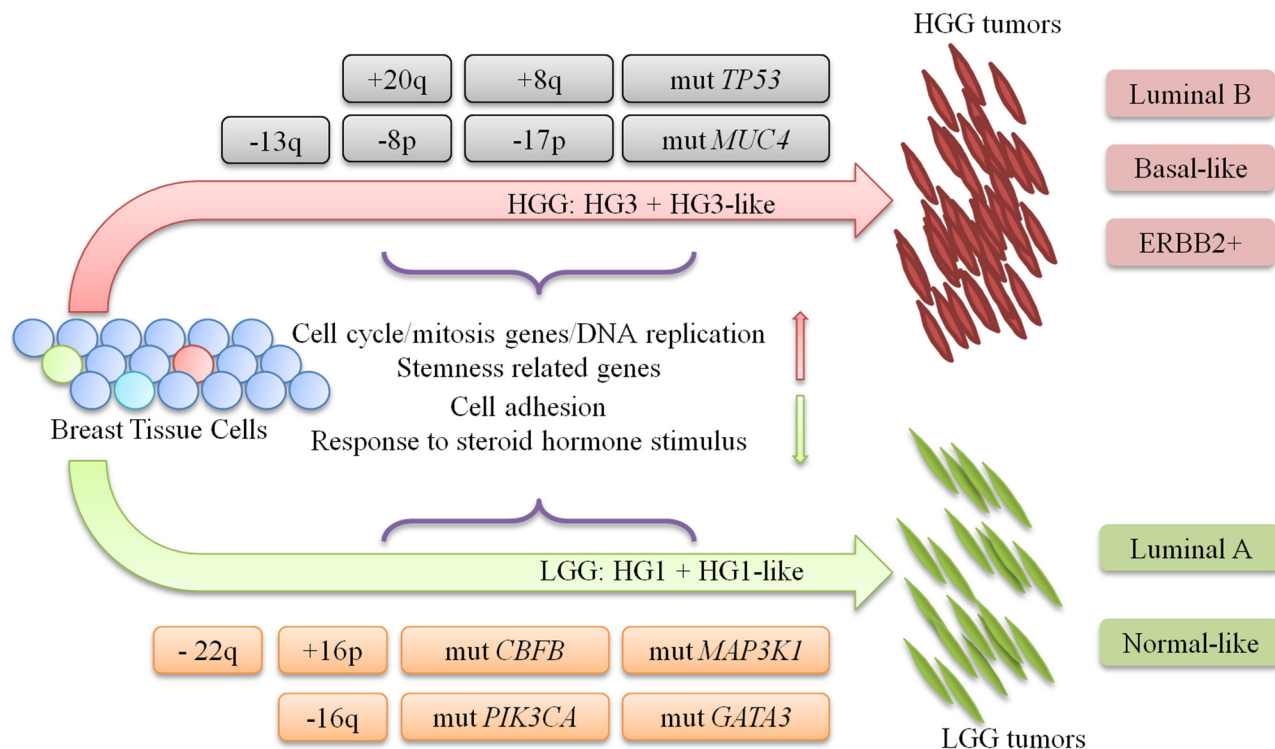 HGG tumors
+20q
+8q
mut TP53
-13q
-8p
-17p
mut MUC4
Luminal B
Basal-like
ERBB2+
HGG: HG3 + HG3-like
Cell cycle/mitosis genes/DNA replication
Stemness related genes
Cell adhesion
Response to steroid hormone stimulus
Breast Tissue Cells
LGG: HG1 + HG1-like
Luminal A
Normal-like
- 22q
+16p
mut CBFB
mut MAP3K1
-16q
mut PIK3CA
mut GATA3
LGG tumors